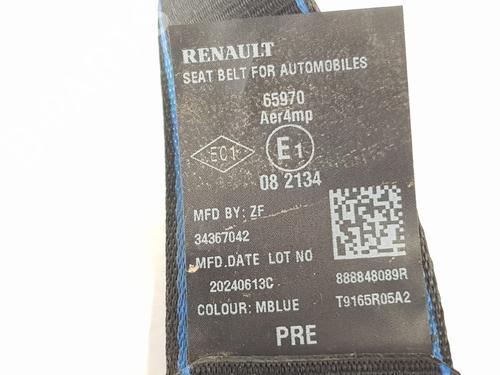 RENAULT
SEAT BELT FOR AUTOMOBILES
65970
Aer4mp
EC1 E1
08 2134
MFD BY: ZF
34367042
MFD.DATE LOT NO
20240613C 888848089R
COLOUR: MBLUE T9165R05A2
PRE